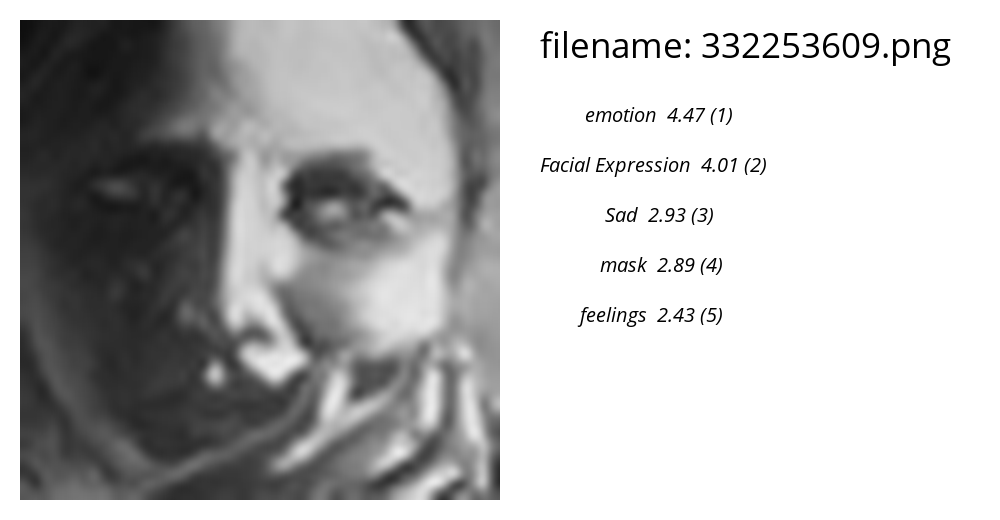 filename: 332253609.png
emotion 4.47 (1)
Facial Expression 4.01 (2)
Sad 2.93 (3)
mask 2.89 (4)
feelings 2.43 (5)